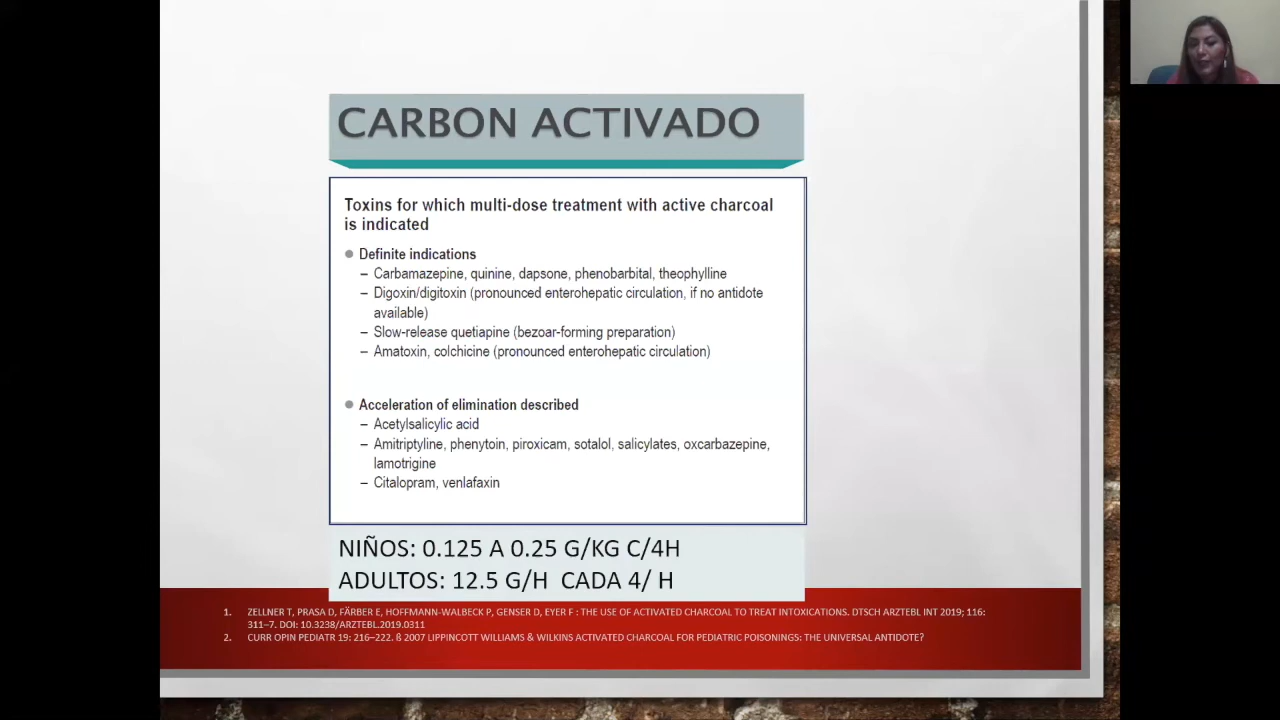 CARBON ACTIVADO
Toxins for which multi-dose treatment with active charcoal
is indicated
● Definite indications
– Carbamazepine, quinine, dapsone, phenobarbital, theophylline
– Digoxin/digitoxin (pronounced enterohepatic circulation, if no antidote
available)
– Slow-release quetiapine (bezoar-forming preparation)
– Amatoxin, colchicine (pronounced enterohepatic circulation)
● Acceleration of elimination described
– Acetylsalicylic acid
– Amitriptyline, phenytoin, piroxicam, sotalol, salicylates, oxcarbazepine,
lamotrigine
– Citalopram, venlafaxin
NIÑOS: 0.125 A 0.25 G/KG C/4H
ADULTOS: 12.5 G/H CADA 4/ H
1. ZELLNER T, PRASA D, FÄRBER E, HOFFMANN-WALBECK P, GENSER D, EYER F : THE USE OF ACTIVATED CHARCOAL TO TREAT INTOXICATIONS. DTSCH ARZTEBL INT 2019; 116:
311–7. DOI: 10.3238/ARZTEBL.2019.0311
2. CURR OPIN PEDIATR 19: 216–222. ß 2007 LIPPINCOTT WILLIAMS & WILKINS ACTIVATED CHARCOAL FOR PEDIATRIC POISONINGS: THE UNIVERSAL ANTIDOTE?